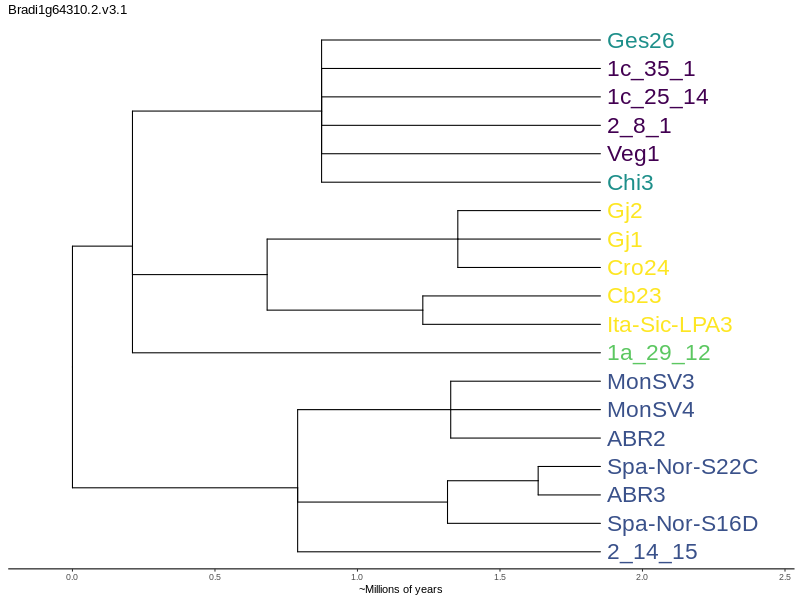 Bradi1g64310.2.v3.1
Ges26
1c_35_1
1c_25_14
2_8_1
Veg1
Chi3
Gj2
Gj1
Cro24
Cb23
Ita-Sic-LPA3
1a_29_12
MonSV3
MonSV4
ABR2
Spa-Nor-S22C
ABR3
Spa-Nor-S16D
2_14_15
0.0 0.5 1.0 1.5 2.0 2.5
~Millions of years